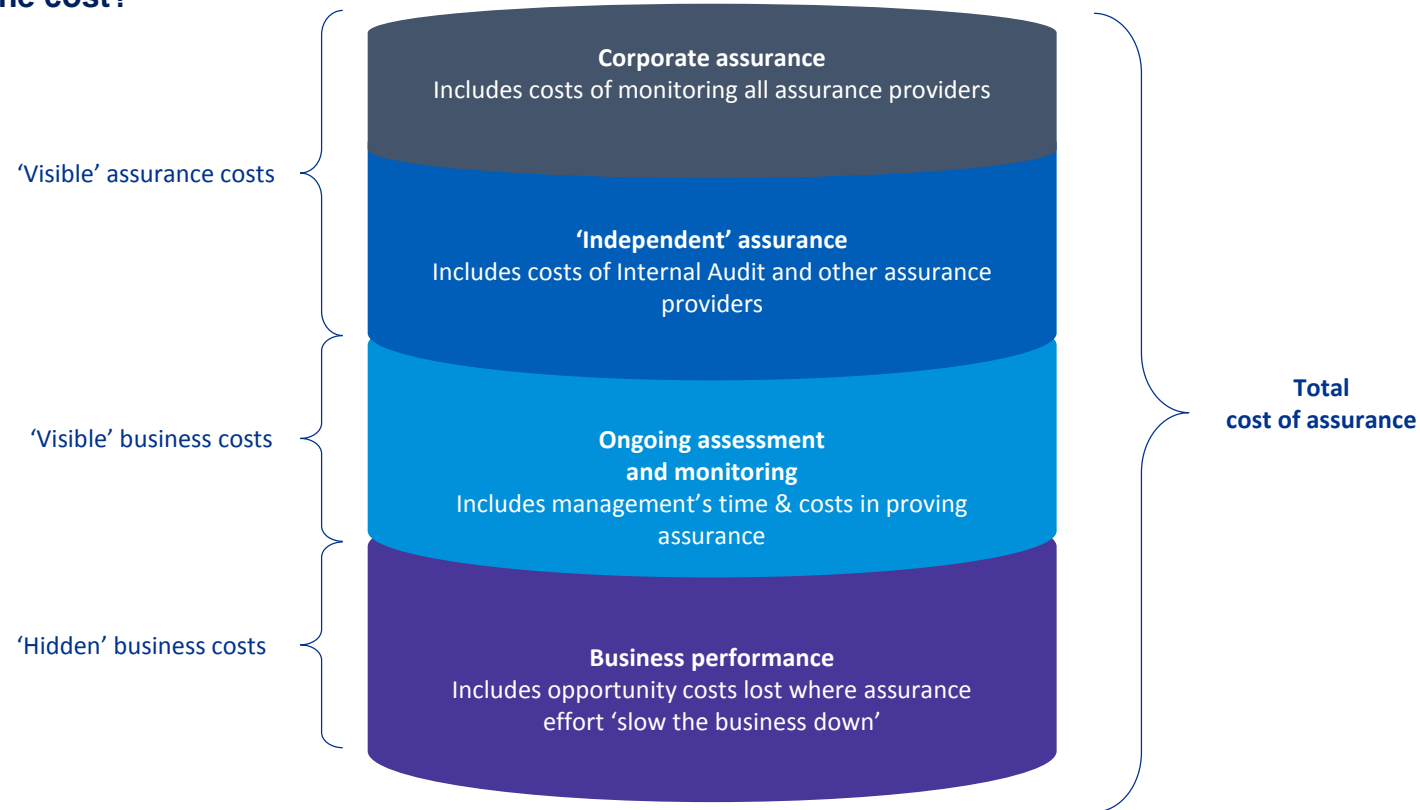 Corporate assurance
Includes costs of monitoring all assurance providers
‘Visible’ assurance costs
‘Independent’ assurance
Includes costs of Internal Audit and other assurance
providers
‘Visible’ business costs
Ongoing assessment
and monitoring
Includes management’s time & costs in proving
assurance
‘Hidden’ business costs
Business performance
Includes opportunity costs lost where assurance
effort ‘slow the business down’
Total
cost of assurance